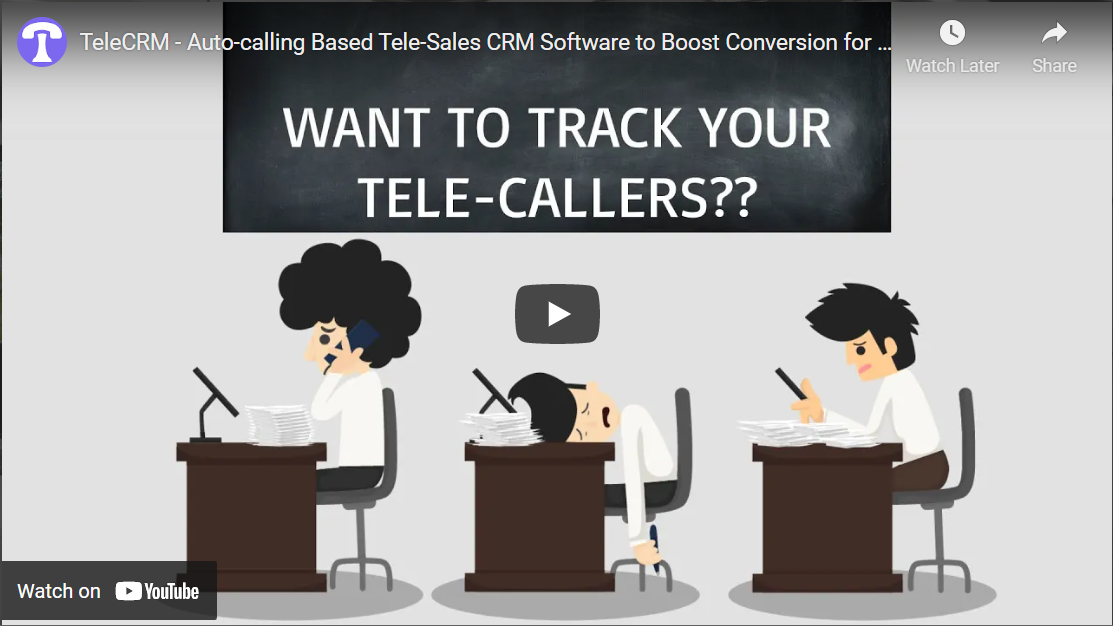 TeleCRM - Auto-calling Based Tele-Sales CRM Software to Boost Conversion for ...
Watch Later
Share
WANT TO TRACK YOUR
TELE-CALLERS??
Watch on YouTube